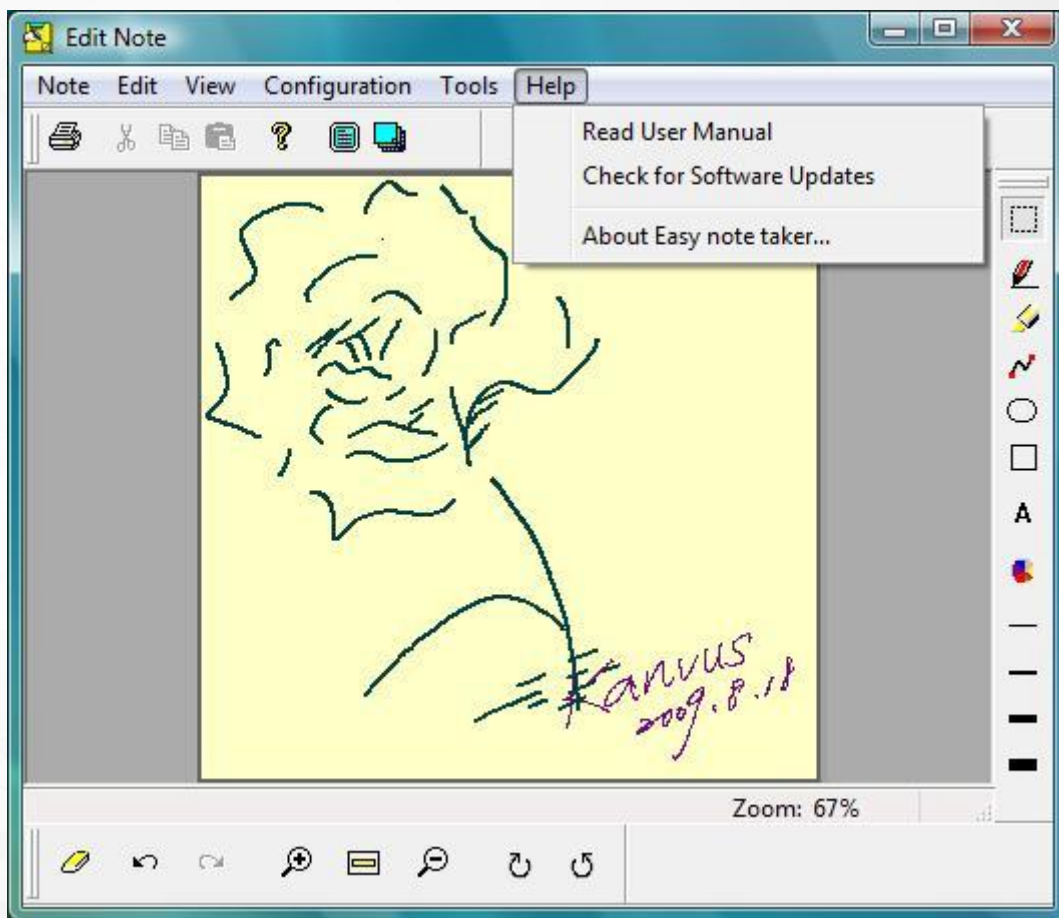 Edit Note
Note Edit View Configuration Tools Help
Read User Manual
Check for Software Updates
About Easy note taker...
A
Kanvus
2009.8.18
Zoom: 67%